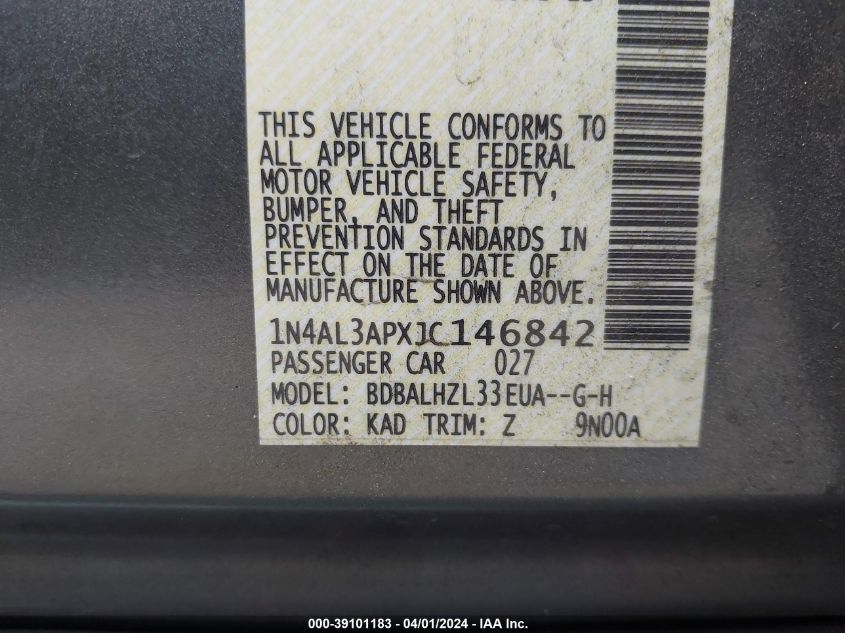 THIS VEHICLE CONFORMS TO
ALL APPLICABLE FEDERAL
MOTOR VEHICLE SAFETY,
BUMPER, AND THEFT
PREVENTION STANDARDS IN
EFFECT ON THE DATE OF
MANUFACTURE SHOWN ABOVE.
1N4AL3APXJC146842
PASSENGER CAR 027
MODEL: BDBALHZL33EUA--G-H
COLOR: KAD TRIM: Z 9N00A
000-39101183 - 04/01/2024 - IAA Inc.